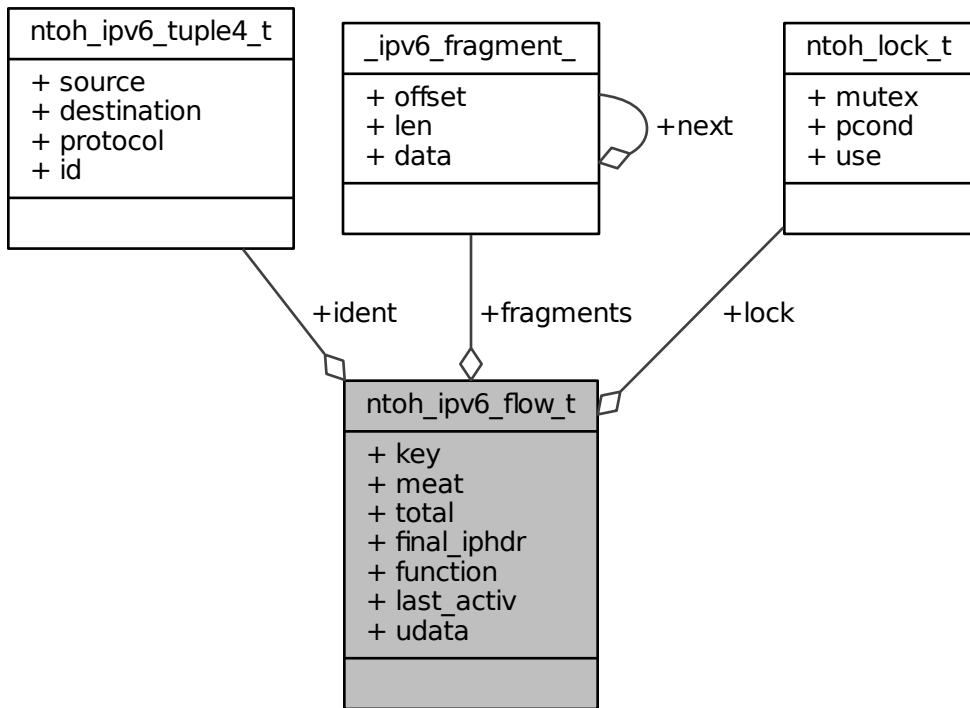 ntoh_ipv6_tuple4_t
+ source
+ destination
+ protocol
+ id
_ipv6_fragment_
+ offset
+ len
+ data
+next
ntoh_lock_t
+ mutex
+ pcond
+ use
+ident
+fragments
+lock
ntoh_ipv6_flow_t
+ key
+ meat
+ total
+ final_iphdr
+ function
+ last_activ
+ udata